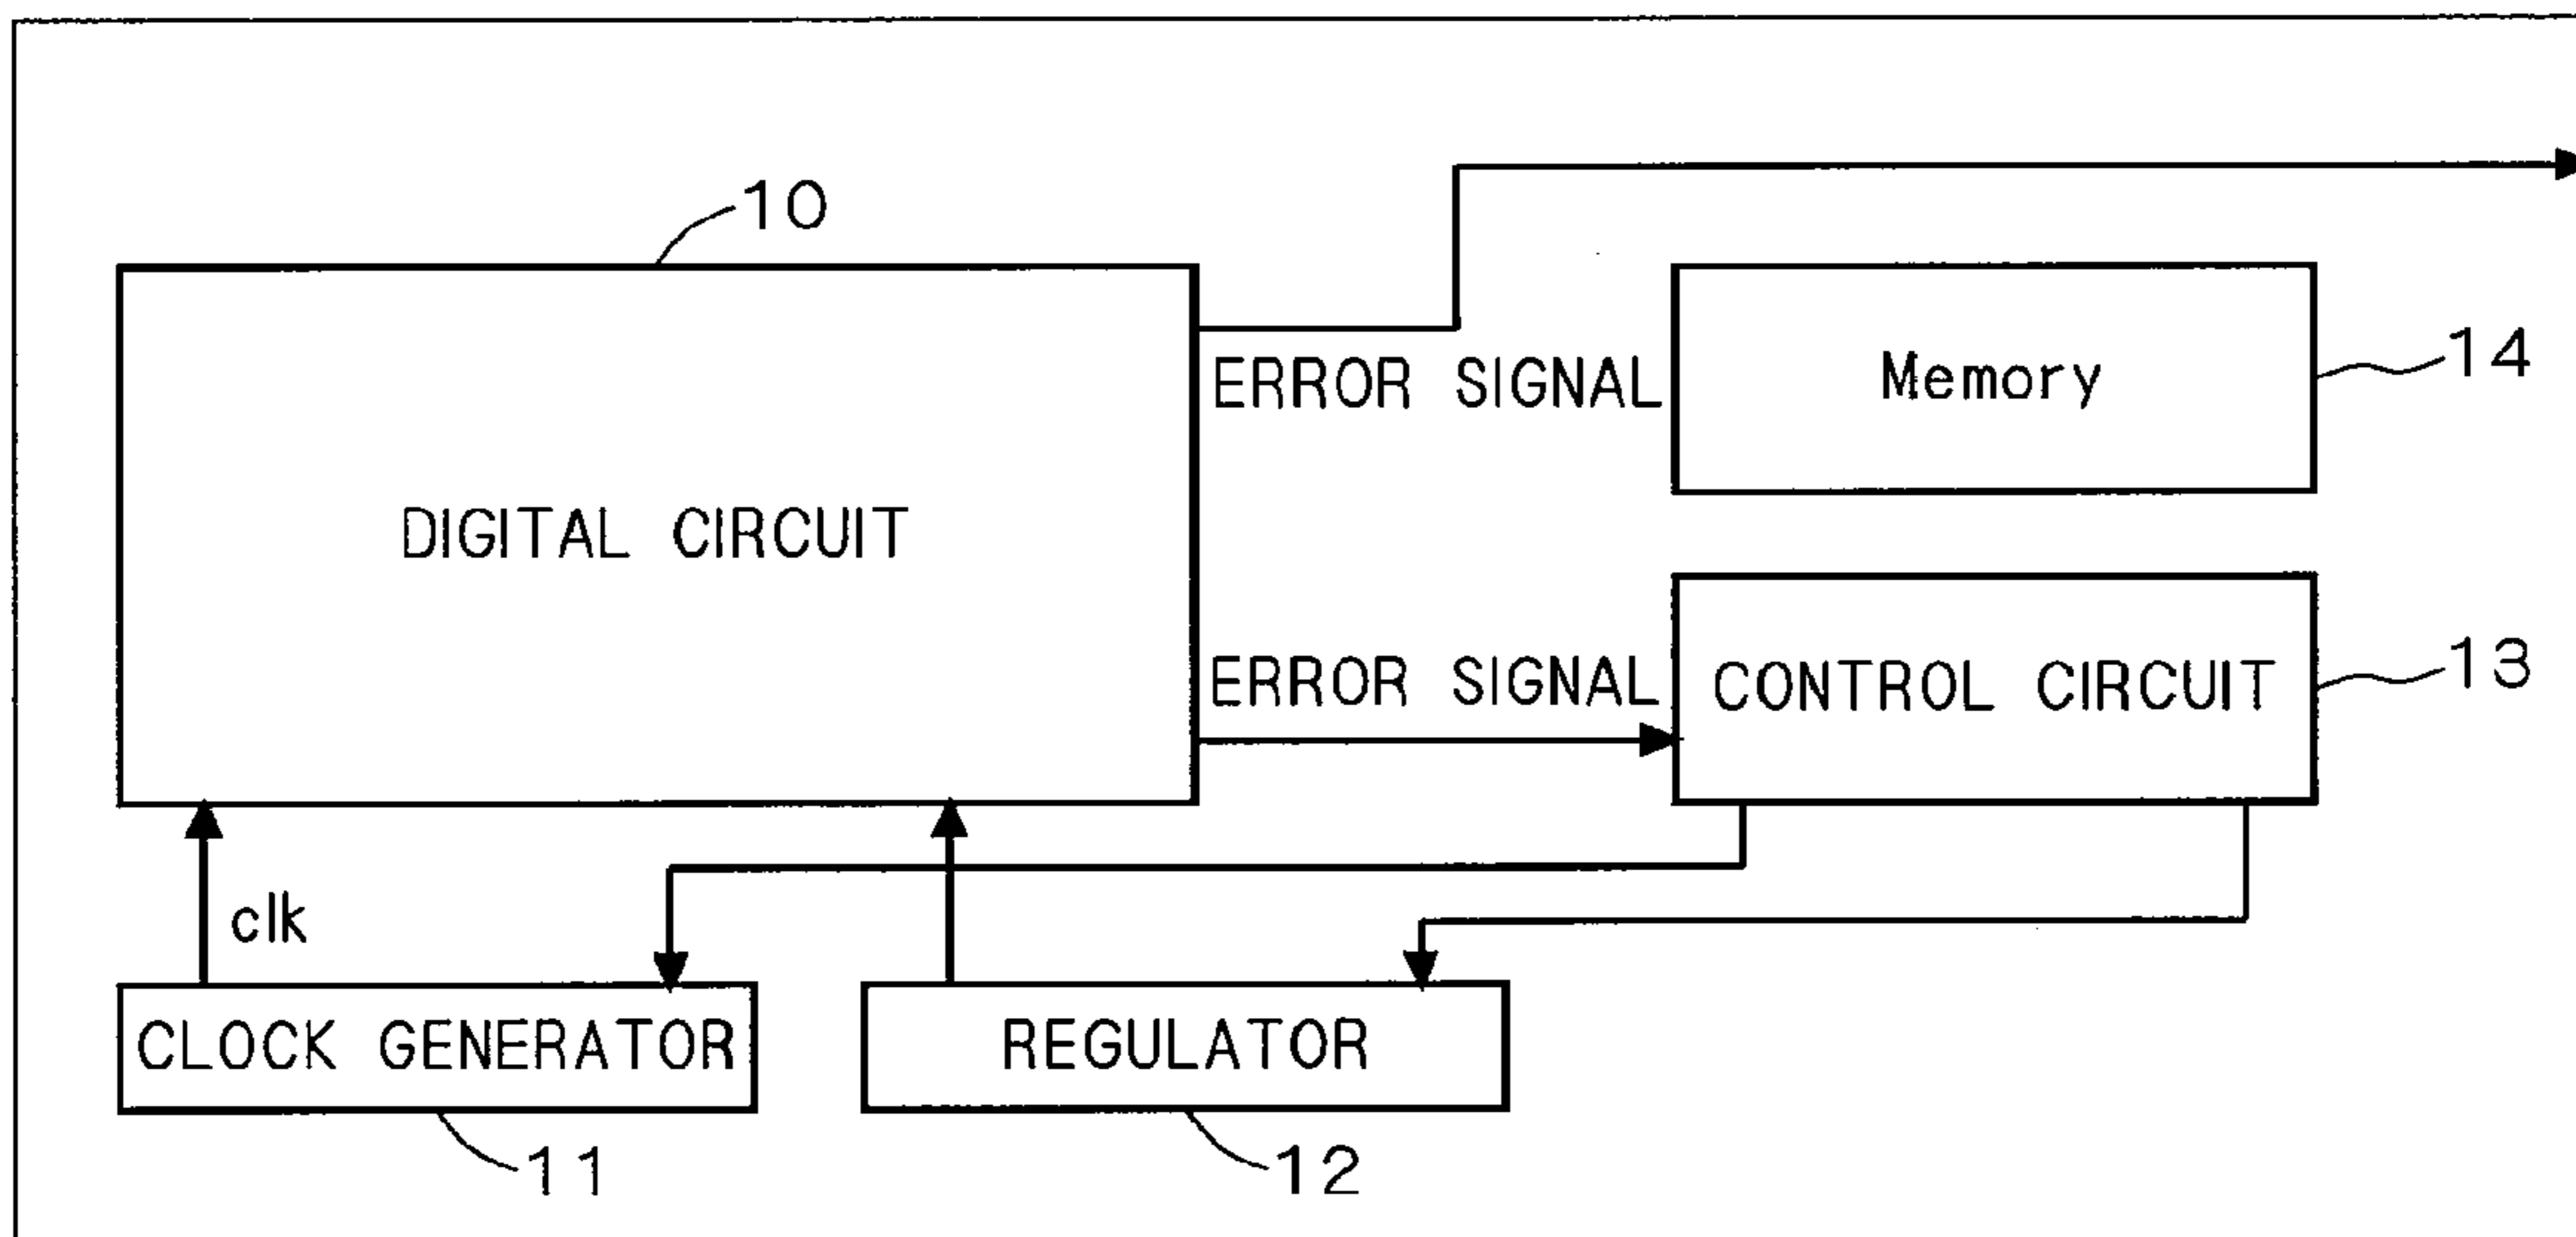 10
ERROR SIGNAL
Memory
14
DIGITAL CIRCUIT
ERROR SIGNAL
CONTROL CIRCUIT
13
clk
CLOCK GENERATOR
REGULATOR
11
12